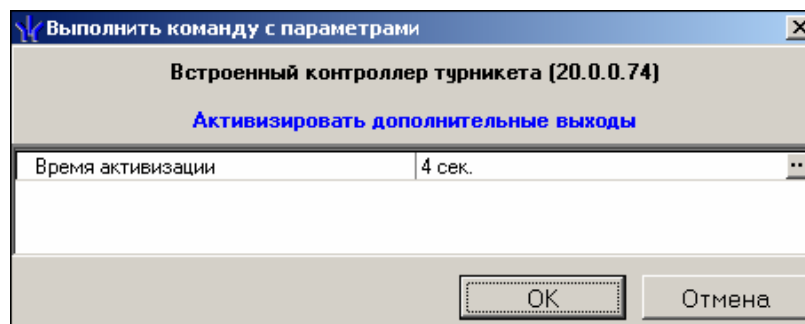 Выполнить команду с параметрами
Встроенный контроллер турникета (20.0.0.74)
Активизировать дополнительные выходы
Время активизации 4 сек.
OK Отмена